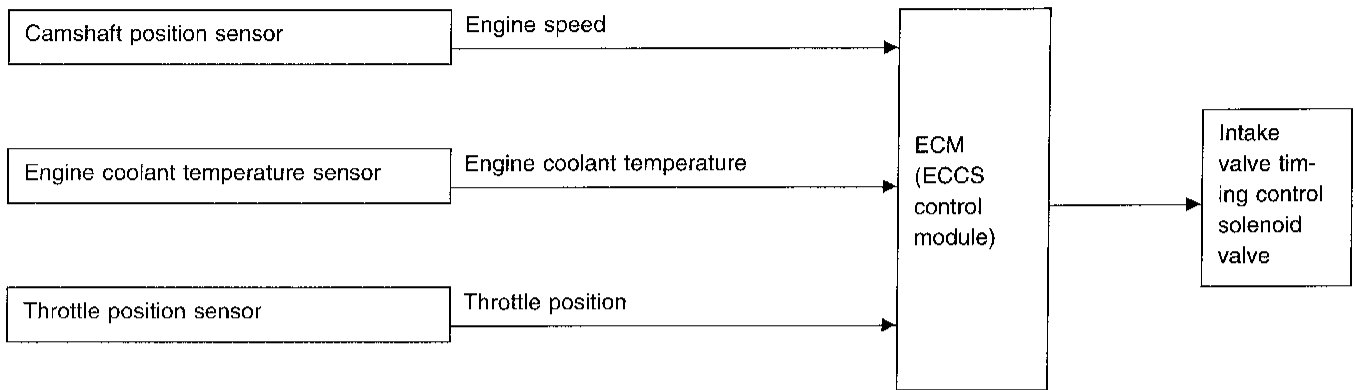 Camshaft position sensor
Engine speed
Engine coolant temperature sensor
Engine coolant temperature
Throttle position sensor
Throttle position
ECM
(ECCS
control
module)
Intake
valve tim-
ing control
solenoid
valve